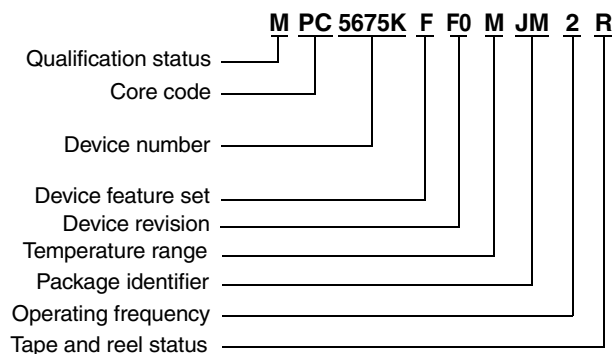 M PC 5675K F F0 M JM 2 R
Qualification status
Core code
Device number
Device feature set
Device revision
Temperature range
Package identifier
Operating frequency
Tape and reel status